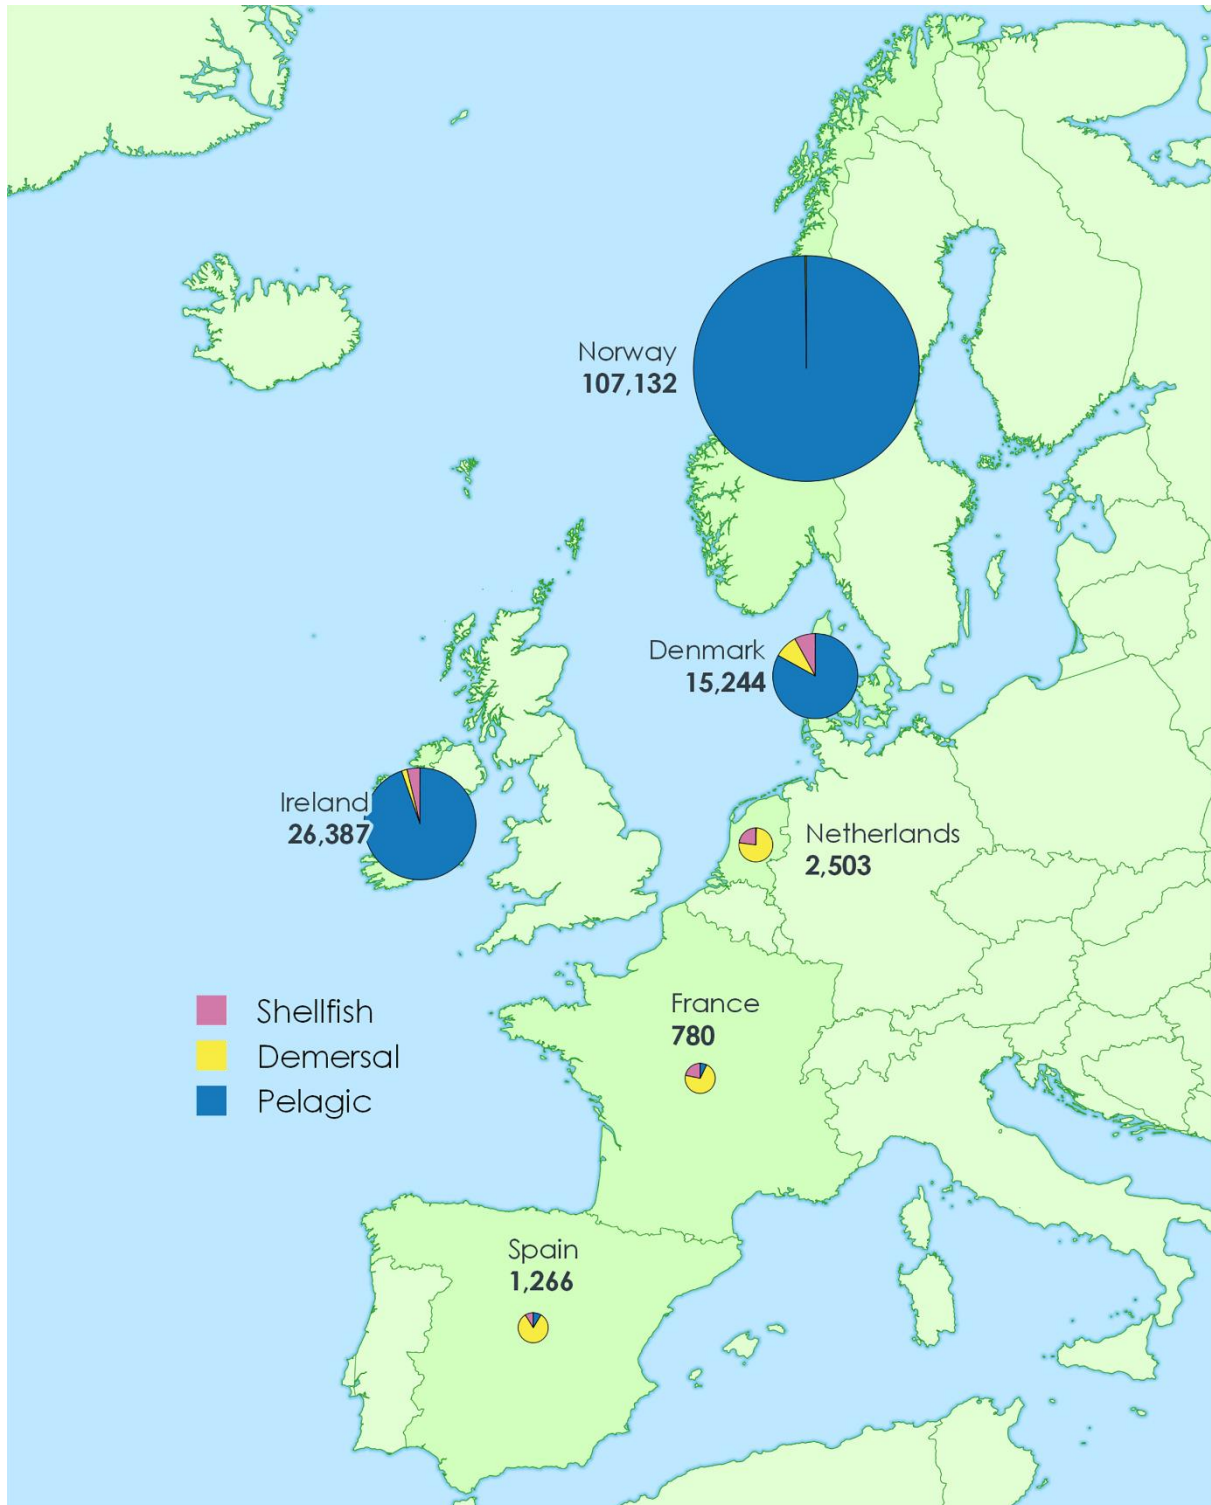 Norway
107,132
Denmark
15,244
Ireland
26,387
Netherlands
2,503
Shellfish
Demersal
Pelagic
France
780
Spain
1,266